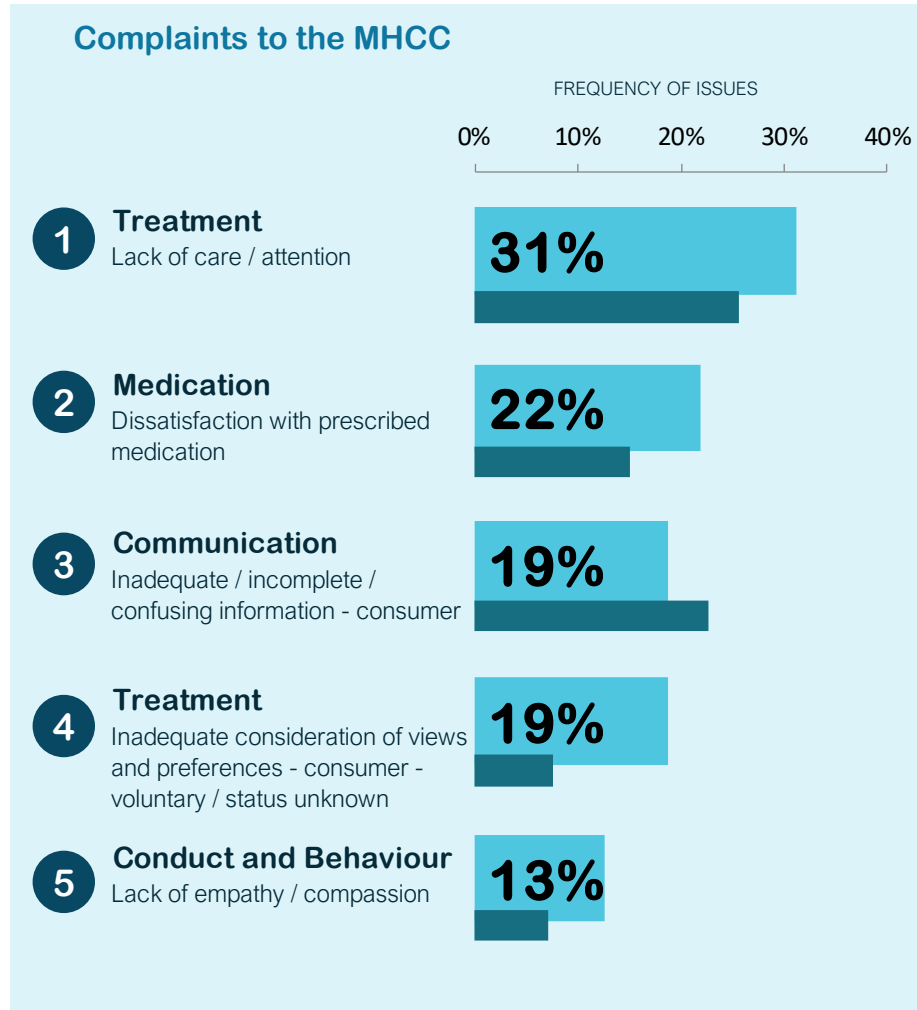 Complaints to the MHCC
FREQUENCY OF ISSUES
0% 10% 20% 30% 40%
1
Treatment
Lack of care / attention
31%
2
Medication
Dissatisfaction with prescribed
medication
22%
3
Communication
Inadequate / incomplete /
confusing information - consumer
19%
4
Treatment
Inadequate consideration of views
and preferences - consumer -
voluntary / status unknown
19%
5
Conduct and Behaviour
Lack of empathy / compassion
13%